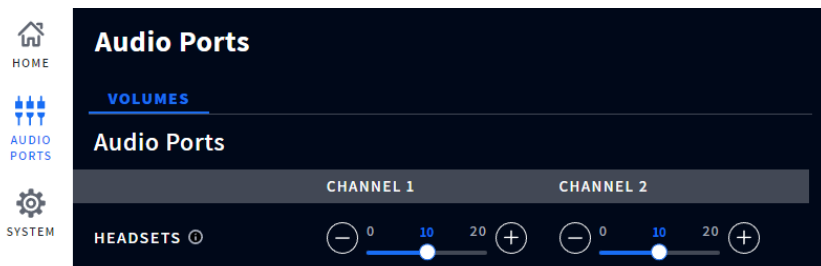 HOME
AUDIO
PORTS
SYSTEM
Audio Ports
VOLUMES
Audio Ports
CHANNEL 1 CHANNEL 2
HEADSETS 0 10 20 0 10 20